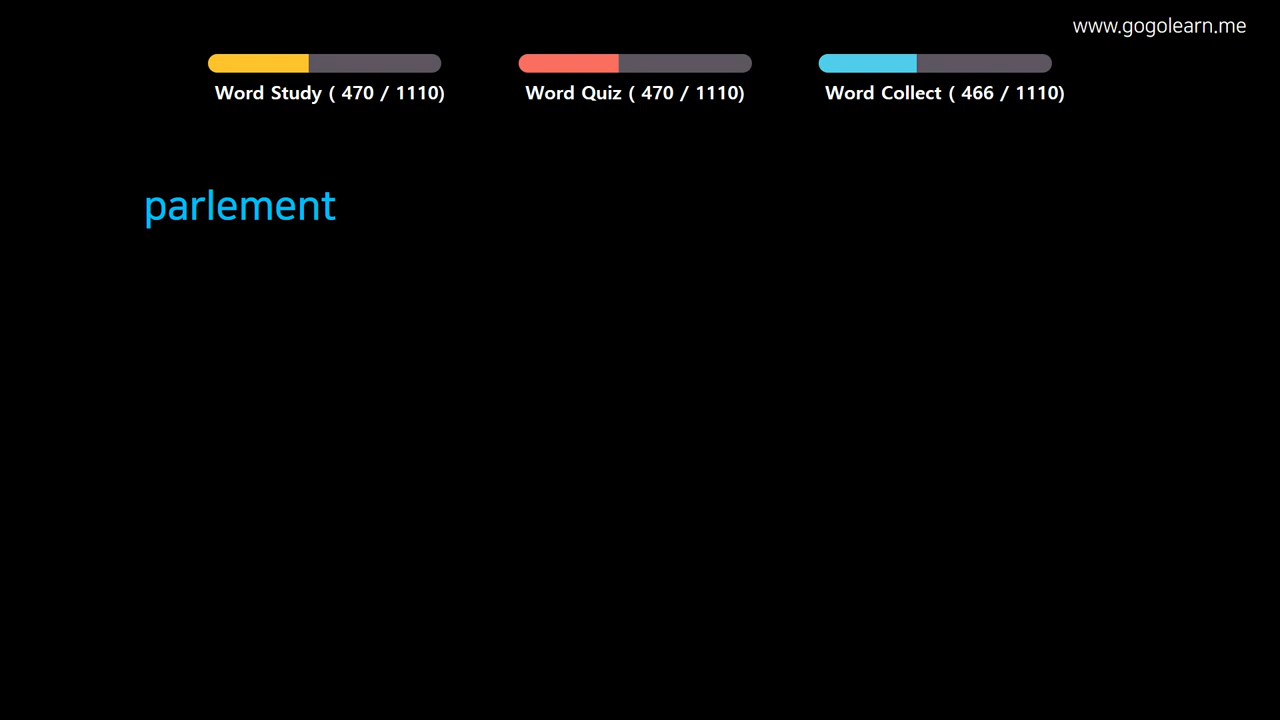 www.gogolearn.me
Word Study ( 470 / 1110)
Word Quiz ( 470 / 1110)
Word Collect ( 466 / 1110)
parlement